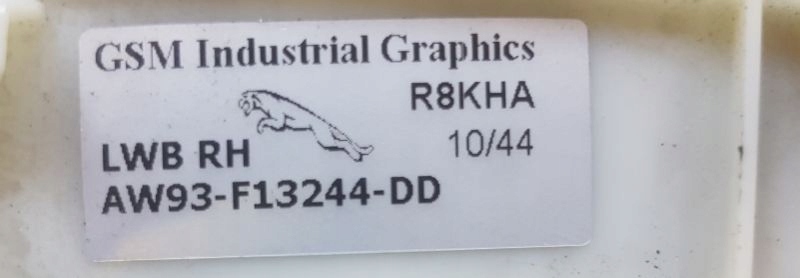 GSM Industrial Graphics
R8KHA
LWB RH 10/44
AW93-F13244-DD